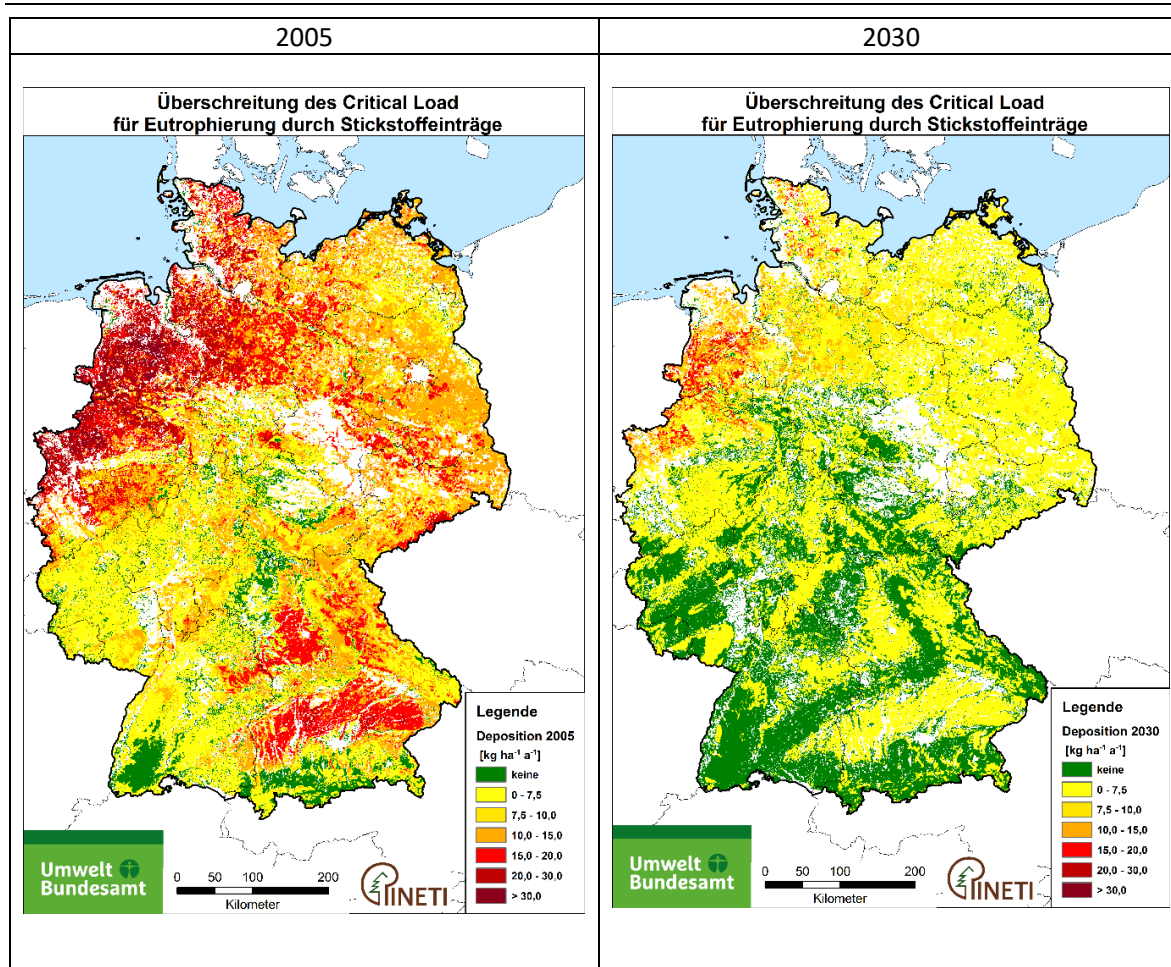 2005
2030
Überschreitung des Critical Load
für Eutrophierung durch Stickstoffeinträge
Legende
Deposition 2005
[kg ha⁻¹ a⁻¹]
keine
0 - 7,5
7,5 - 10,0
10,0 - 15,0
15,0 - 20,0
20,0 - 30,0
> 30,0
Umwelt
Bundesamt
0 50 100 200
Kilometer
PINETI
Überschreitung des Critical Load
für Eutrophierung durch Stickstoffeinträge
Legende
Deposition 2030
[kg ha⁻¹ a⁻¹]
keine
0 - 7,5
7,5 - 10,0
10,0 - 15,0
15,0 - 20,0
20,0 - 30,0
> 30,0
Umwelt
Bundesamt
0 50 100 200
Kilometer
PINETI